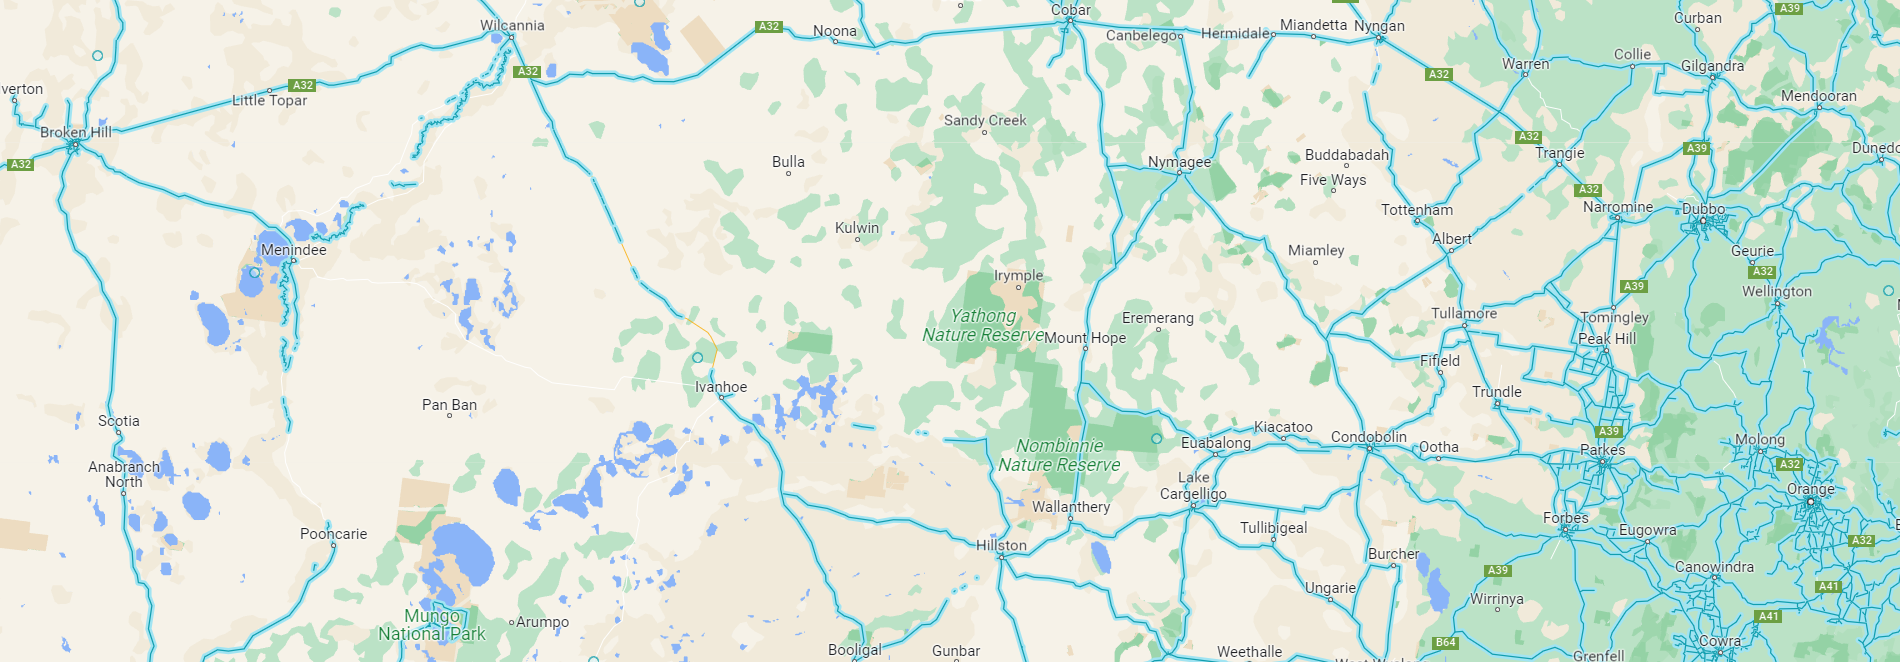 Cobar
A39
Wilcannia
Curban
A32
Noona
Miandetta
Nyngan
Canbelego
Hermidale
Collie
Warren
Gilgandra
A32
A32
verton
A32
Little Topar
Mendooran
Sandy Creek
Broken Hill
A32
A39
A32
Bulla
Nymagee
Buddabadah
Trangie
Dunedo
Five Ways
A32
Tottenham
Narromine
Dubbo
Kulwin
Menindee
Miamley
Albert
Geurie
A32
Irymple
A39
Wellington
Yathong
Nature Reserve
Mount Hope
Eremerang
Tullamore
Tomingley
Peak Hill
Fifield
Ivanhoe
Trundle
Pan Ban
Scotia
Nombinnie
Nature Reserve
Euabalong
Kiacatoo
Condobolin
Ootha
A39
Parkes
Molong
A32
Anabranch
North
Lake
Cargelligo
Wallanthery
Orange
Pooncarie
Hillston
Tullibigeal
Forbes
Eugowra
A32
Burcher
A39
Canowindra
A41
Ungarie
Wirrinya
A41
Mungo
National Park
Arumpo
Booligal
Gunbar
Weethalle
B64
Cowra
Grenfell